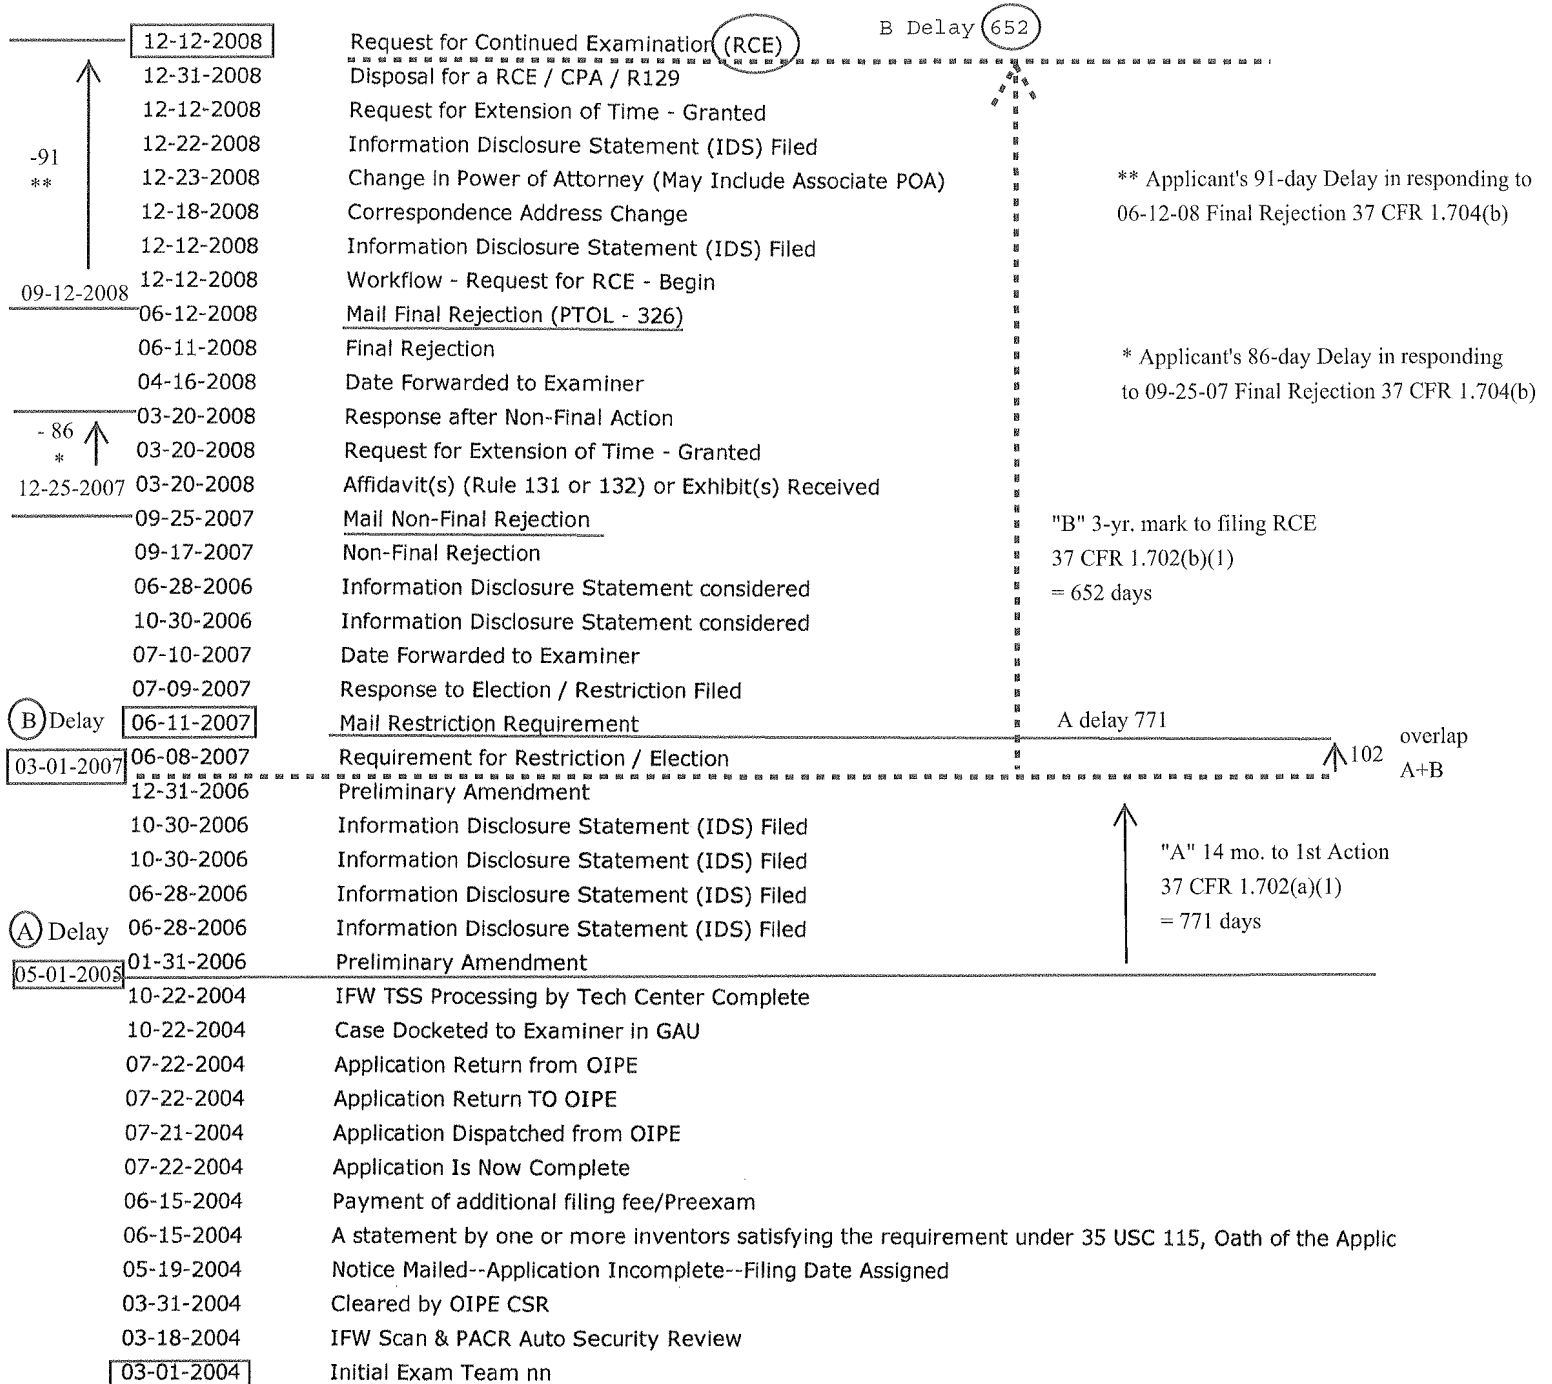 B Delay 652
12-12-2008 Request for Continued Examination (RCE)
12-31-2008 Disposal for a RCE / CPA / R129
12-12-2008 Request for Extension of Time - Granted
12-22-2008 Information Disclosure Statement (IDS) Filed
-91
**
12-23-2008 Change in Power of Attorney (May Include Associate POA)
** Applicant's 91-day Delay in responding to
06-12-08 Final Rejection 37 CFR 1.704(b)
12-18-2008 Correspondence Address Change
12-12-2008 Information Disclosure Statement (IDS) Filed
12-12-2008 Workflow - Request for RCE - Begin
09-12-2008
06-12-2008 Mail Final Rejection (PTOL - 326)
06-11-2008 Final Rejection
* Applicant's 86-day Delay in responding
to 09-25-07 Final Rejection 37 CFR 1.704(b)
04-16-2008 Date Forwarded to Examiner
03-20-2008 Response after Non-Final Action
- 86
*
03-20-2008 Request for Extension of Time - Granted
12-25-2007
03-20-2008 Affidavit(s) (Rule 131 or 132) or Exhibit(s) Received
09-25-2007 Mail Non-Final Rejection
"B" 3-yr. mark to filing RCE
37 CFR 1.702(b)(1)
= 652 days
09-17-2007 Non-Final Rejection
06-28-2006 Information Disclosure Statement considered
10-30-2006 Information Disclosure Statement considered
07-10-2007 Date Forwarded to Examiner
07-09-2007 Response to Election / Restriction Filed
B Delay
06-11-2007 Mail Restriction Requirement
A delay 771
102
overlap
A+B
03-01-2007
06-08-2007 Requirement for Restriction / Election
12-31-2006 Preliminary Amendment
10-30-2006 Information Disclosure Statement (IDS) Filed
10-30-2006 Information Disclosure Statement (IDS) Filed
"A" 14 mo. to 1st Action
37 CFR 1.702(a)(1)
= 771 days
06-28-2006 Information Disclosure Statement (IDS) Filed
A Delay
06-28-2006 Information Disclosure Statement (IDS) Filed
05-01-2005
01-31-2006 Preliminary Amendment
10-22-2004 IFW TSS Processing by Tech Center Complete
10-22-2004 Case Docketed to Examiner in GAU
07-22-2004 Application Return from OIPE
07-22-2004 Application Return TO OIPE
07-21-2004 Application Dispatched from OIPE
07-22-2004 Application Is Now Complete
06-15-2004 Payment of additional filing fee/Preexam
06-15-2004 A statement by one or more inventors satisfying the requirement under 35 USC 115, Oath of the Applic
05-19-2004 Notice Mailed--Application Incomplete--Filing Date Assigned
03-31-2004 Cleared by OIPE CSR
03-18-2004 IFW Scan & PACR Auto Security Review
03-01-2004 Initial Exam Team nn